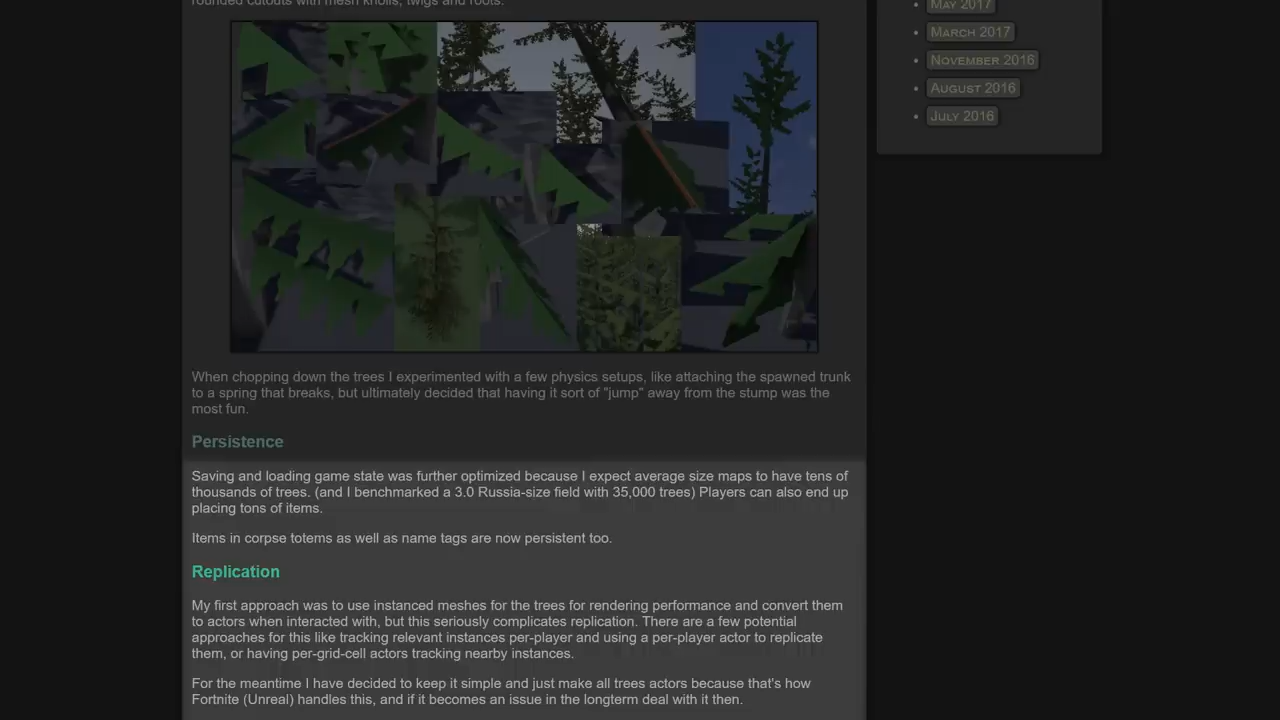 rounded cutouts with mesh knolls, twigs and roots.
When chopping down the trees I experimented with a few physics setups, like attaching the spawned trunk
to a spring that breaks, but ultimately decided that having it sort of "jump" away from the stump was the
most fun.
Persistence
Saving and loading game state was further optimized because I expect average size maps to have tens of
thousands of trees. (and I benchmarked a 3.0 Russia-size field with 35,000 trees) Players can also end up
placing tons of items.
Items in corpse totems as well as name tags are now persistent too.
Replication
My first approach was to use instanced meshes for the trees for rendering performance and convert them
to actors when interacted with, but this seriously complicates replication. There are a few potential
approaches for this like tracking relevant instances per-player and using a per-player actor to replicate
them, or having per-grid-cell actors tracking nearby instances.
For the meantime I have decided to keep it simple and just make all trees actors because that's how
Fortnite (Unreal) handles this, and if it becomes an issue in the longterm deal with it then.
May 2017
March 2017
November 2016
August 2016
July 2016